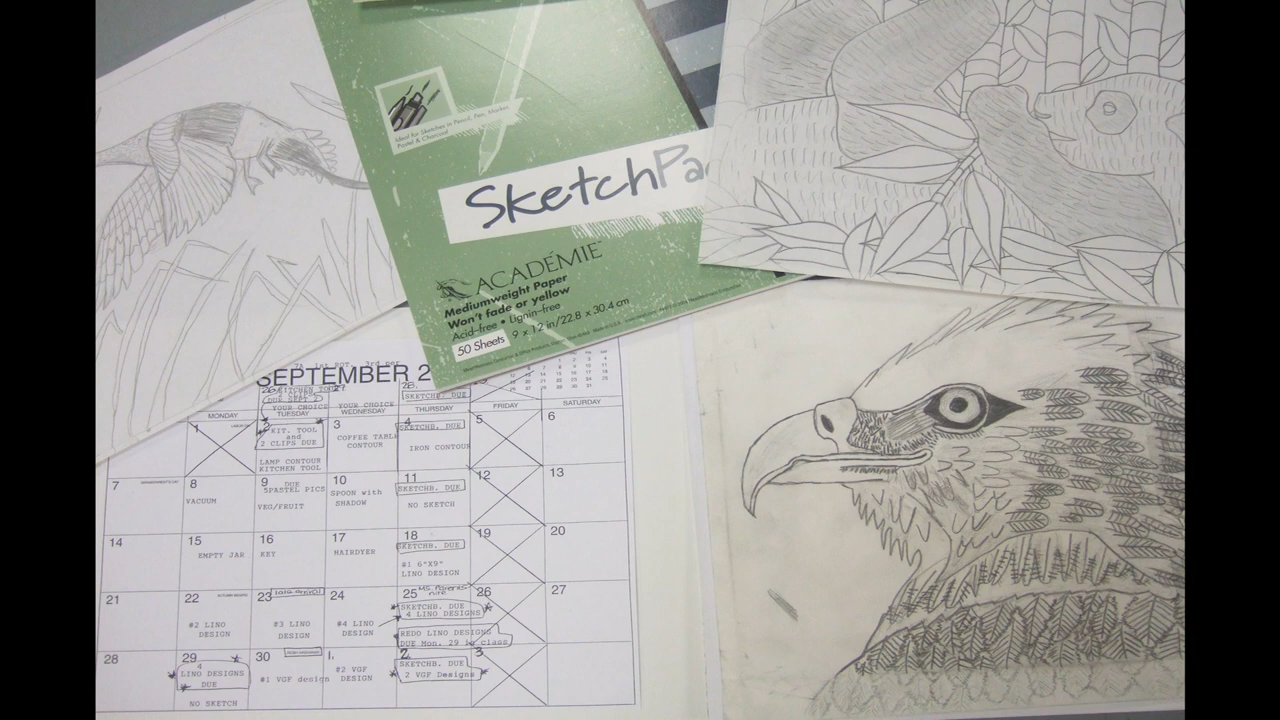 Ideal for Sketches in Pencil, Pen, Marker,
Pastel & Charcoal
SketchPa
ACADÉMIE
Mediumweight Paper
Won't fade or yellow
Acid-free • Lignin-free
50 Sheets 9 x 12 in/22.8 x 30.4 cm
SEPTEMBER 2
DUE SEPT 2
YOUR CHOICE YOUR CHOICE
SKETCHB. DUE
MONDAY TUESDAY WEDNESDAY THURSDAY FRIDAY SATURDAY
1 2 3 4 5 6
KIT. TOOL
and
2 CLIPS DUE
LAMP CONTOUR
KITCHEN TOOL
COFFEE TABLE
CONTOUR
SKETCHB. DUE
IRON CONTOUR
7 8 9 10 11 12 13
VACUUM
DUE
5PASTEL PICS
VEG/FRUIT
SPOON with
SHADOW
SKETCHB. DUE
NO SKETCH
14 15 16 17 18 19 20
EMPTY JAR
KEY
HAIRDYER
SKETCHB. DUE
#1 6"X9"
LINO DESIGN
21 22 23 24 25 26 27
#2 LINO
DESIGN
#3 LINO
DESIGN
#4 LINO
DESIGN
SKETCHB. DUE
4 LINO DESIGNS
REDO LINO DESIGNS
DUE Mon. 29 in class
28 29 30 1, 2 3
4
LINO DESIGNS
DUE
NO SKETCH
#1 VGF design
#2 VGF
DESIGN
SKETCHB. DUE
2 VGF Designs